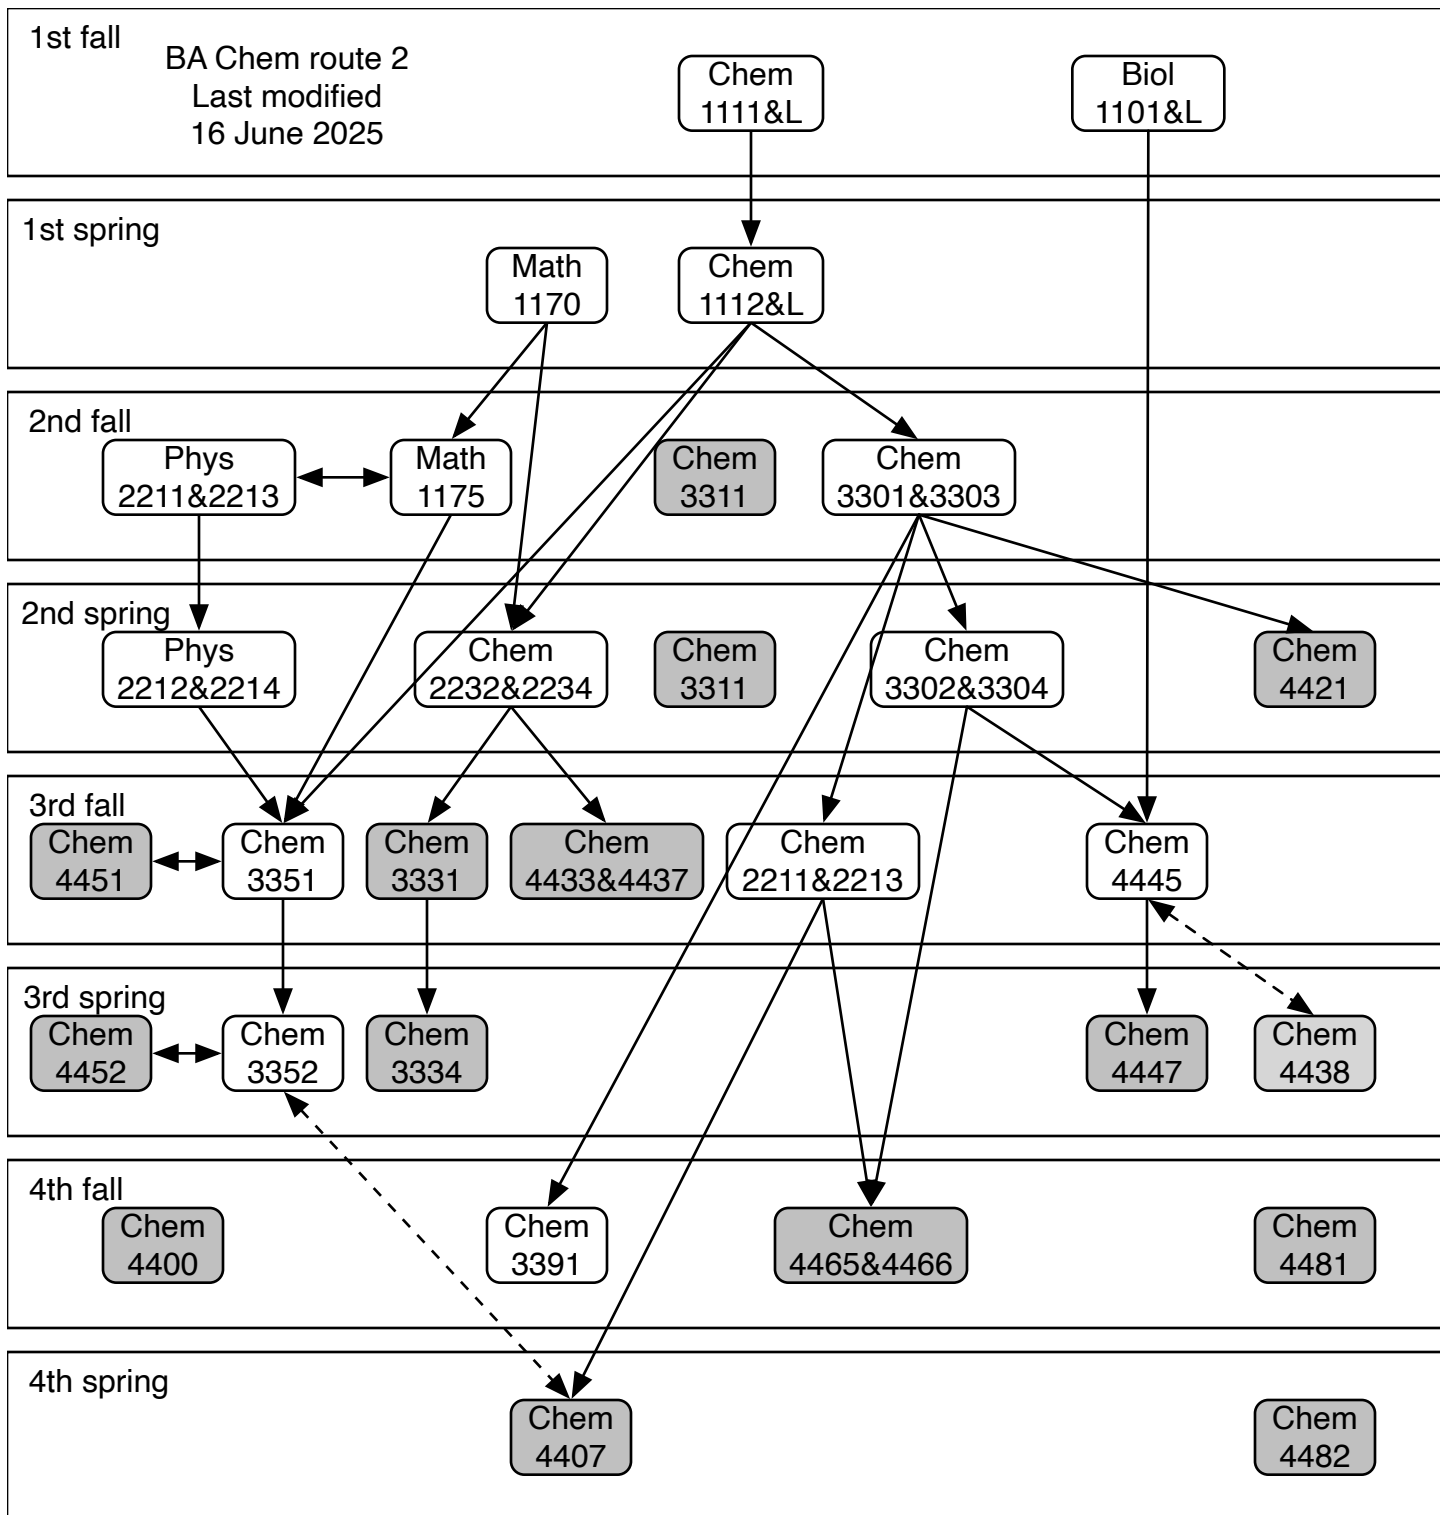 1st fall
BA Chem route 2
Last modified
16 June 2025
Chem
1111&L
Biol
1101&L
1st spring
Math
1170
Chem
1112&L
2nd fall
Phys
2211&2213
Math
1175
Chem
3311
Chem
3301&3303
2nd spring
Phys
2212&2214
Chem
2232&2234
Chem
3311
Chem
3302&3304
Chem
4421
3rd fall
Chem
4451
Chem
3351
Chem
3331
Chem
4433&4437
Chem
2211&2213
Chem
4445
3rd spring
Chem
4452
Chem
3352
Chem
3334
Chem
4447
Chem
4438
4th fall
Chem
4400
Chem
3391
Chem
4465&4466
Chem
4481
4th spring
Chem
4407
Chem
4482